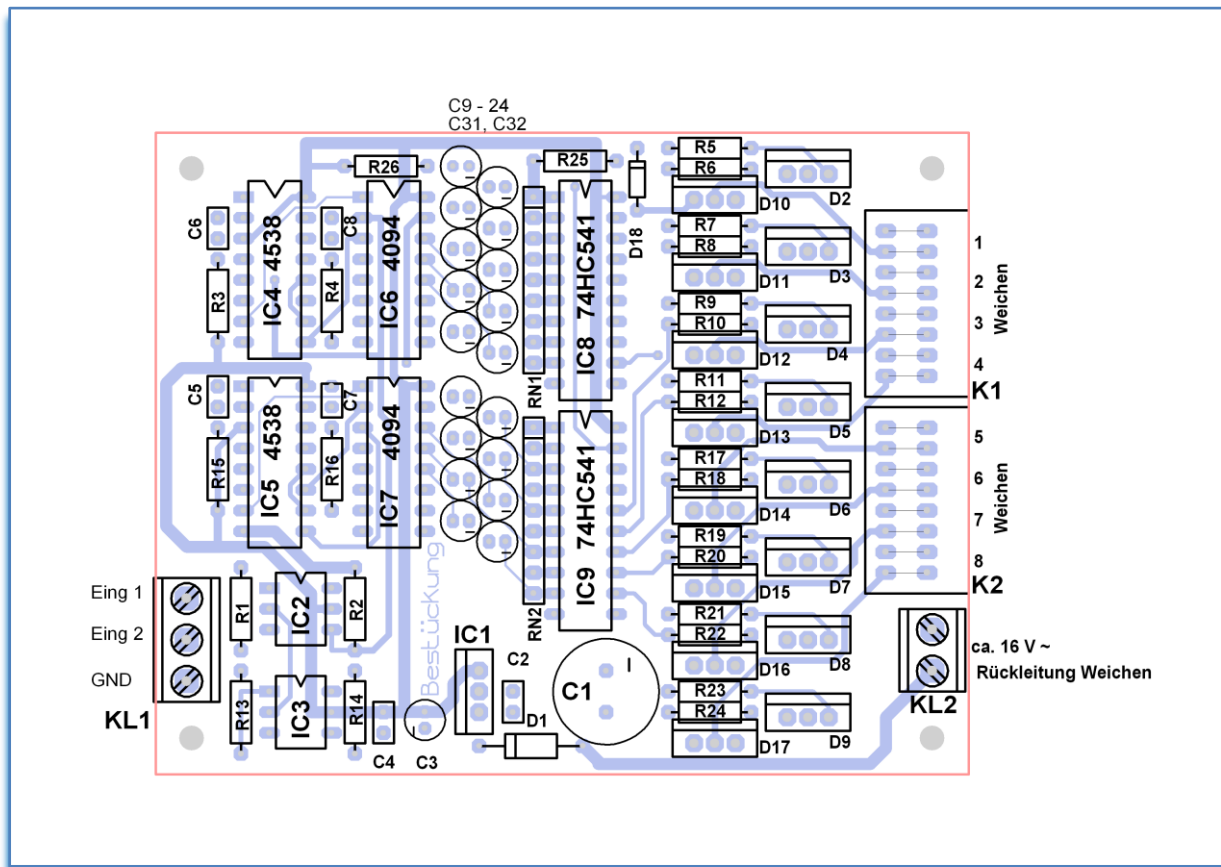 C9 - 24
C31, C32
R26
R25
R5
R6
D10
D2
D18
C6
C8
IC4 4538
IC6 4094
R3
R4
RN1
IC8 74HC541
R7
R8
D11
D3
R9
R10
D12
D4
1
2
3
4
Weichen
K1
C5
C7
R15
R16
IC5 4538
IC7 4094
RN2
IC9 74HC541
R11
R12
D13
D5
R17
R18
D14
D6
R19
R20
D15
D7
5
6
7
8
Weichen
K2
Eing 1
Eing 2
GND
KL1
R1
IC2
R2
R13
IC3
R14
C4
C3
Bestückung
IC1
C2
D1
C1
R21
R22
D16
D8
R23
R24
D17
D9
ca. 16 V ~
Rückleitung Weichen
KL2